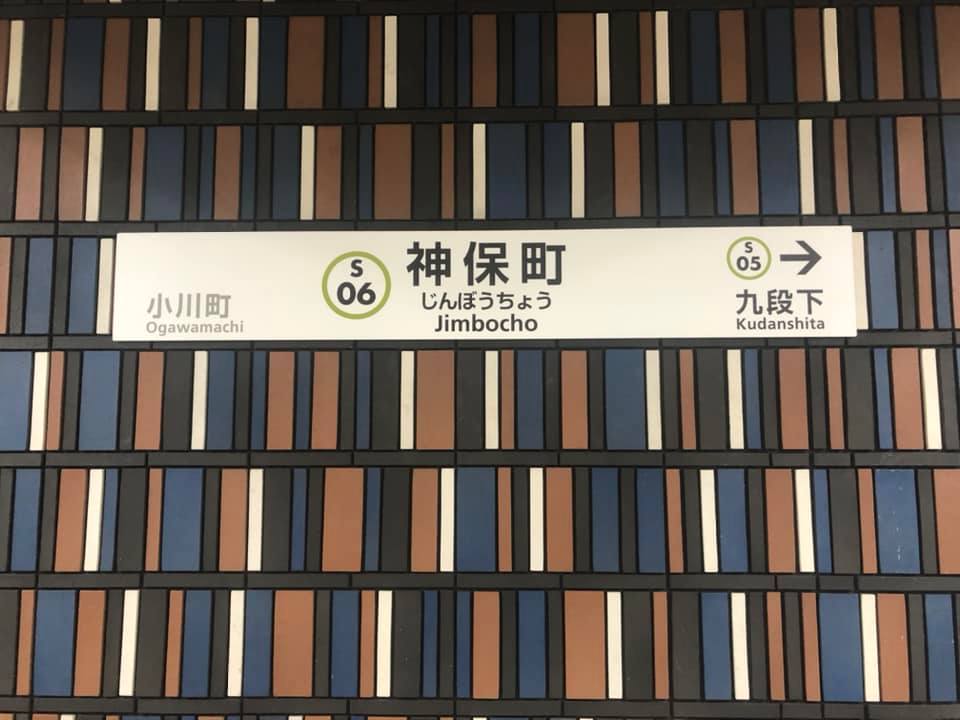 小川町
Ogawamachi
S
06
神保町
じんぼうちょう
Jimbocho
S
05
九段下
Kudanshita